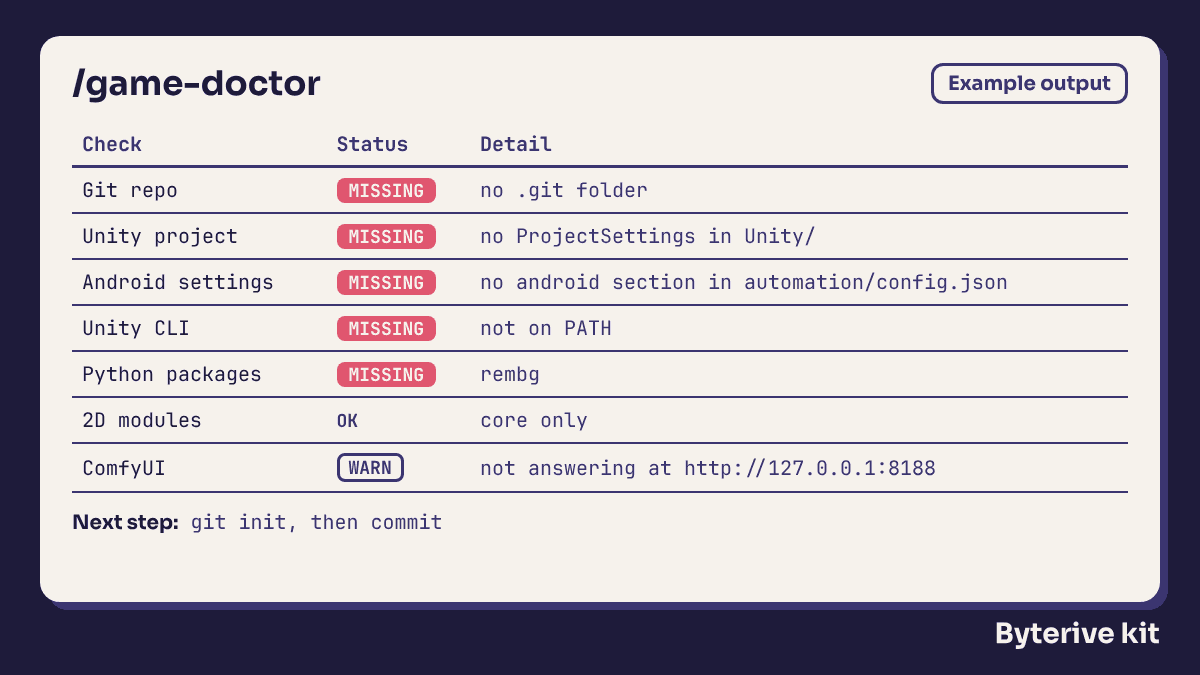 /game-doctor
Example output
Check Status Detail
Git repo MISSING no .git folder
Unity project MISSING no ProjectSettings in Unity/
Android settings MISSING no android section in automation/config.json
Unity CLI MISSING not on PATH
Python packages MISSING rembg
2D modules OK core only
ComfyUI WARN not answering at http://127.0.0.1:8188
Next step: git init, then commit
Byterive kit